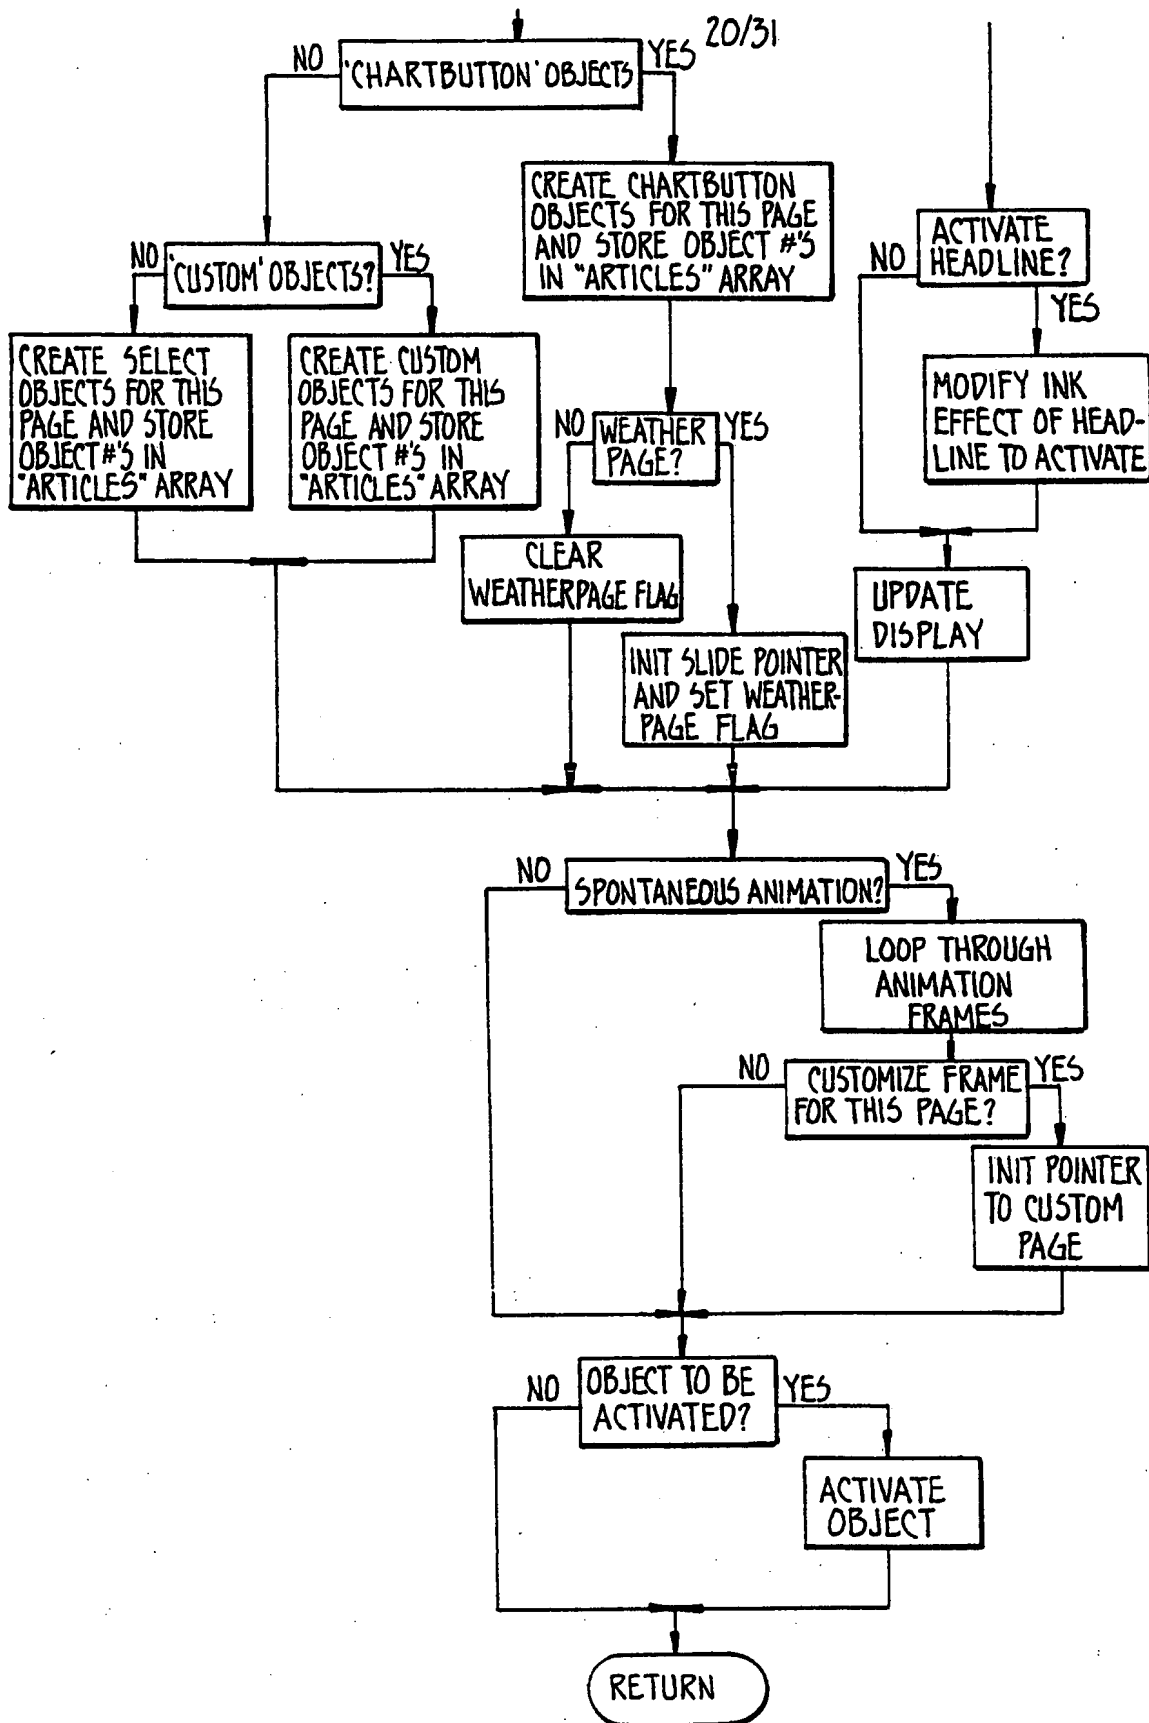 20/31
NO
'CHARTBUTTON' OBJECTS
YES
CREATE CHARTBUTTON
OBJECTS FOR THIS PAGE
AND STORE OBJECT #'S
IN "ARTICLES" ARRAY
NO
'CUSTOM' OBJECTS?
YES
CREATE SELECT
OBJECTS FOR THIS
PAGE AND STORE
OBJECT #'S IN
"ARTICLES" ARRAY
CREATE CUSTOM
OBJECTS FOR THIS
PAGE AND STORE
OBJECT #'S IN
"ARTICLES" ARRAY
NO
WEATHER
PAGE?
YES
CLEAR
WEATHERPAGE FLAG
INIT SLIDE POINTER
AND SET WEATHER-
PAGE FLAG
NO
ACTIVATE
HEADLINE?
YES
MODIFY INK
EFFECT OF HEAD-
LINE TO ACTIVATE
UPDATE
DISPLAY
NO
SPONTANEOUS ANIMATION?
YES
LOOP THROUGH
ANIMATION
FRAMES
NO
CUSTOMIZE FRAME
FOR THIS PAGE?
YES
INIT POINTER
TO CUSTOM
PAGE
NO
OBJECT TO BE
ACTIVATED?
YES
ACTIVATE
OBJECT
RETURN